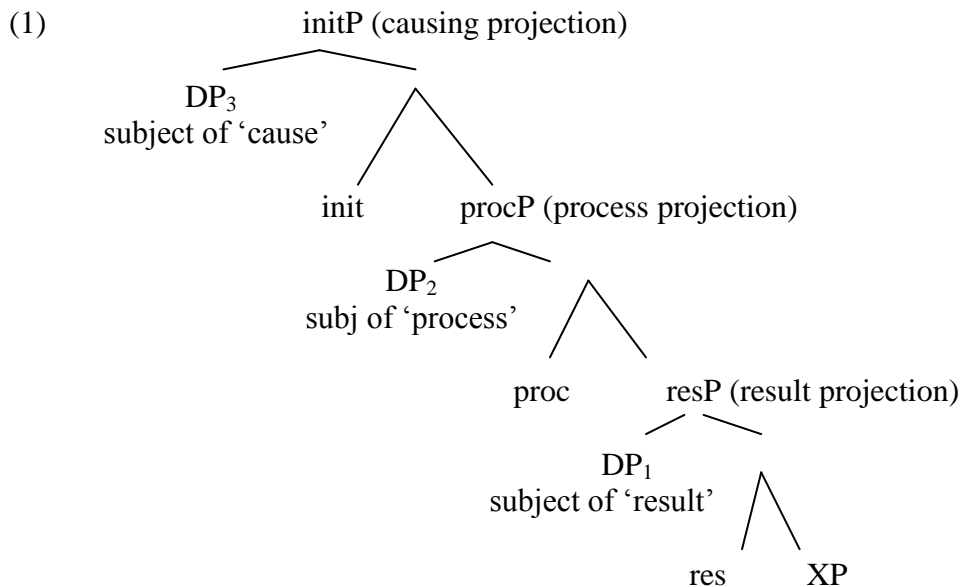 (1) initP (causing projection)
DP₃
subject of ‘cause’
init procP (process projection)
DP₂
subj of ‘process’
proc resP (result projection)
DP₁
subject of ‘result’
res XP